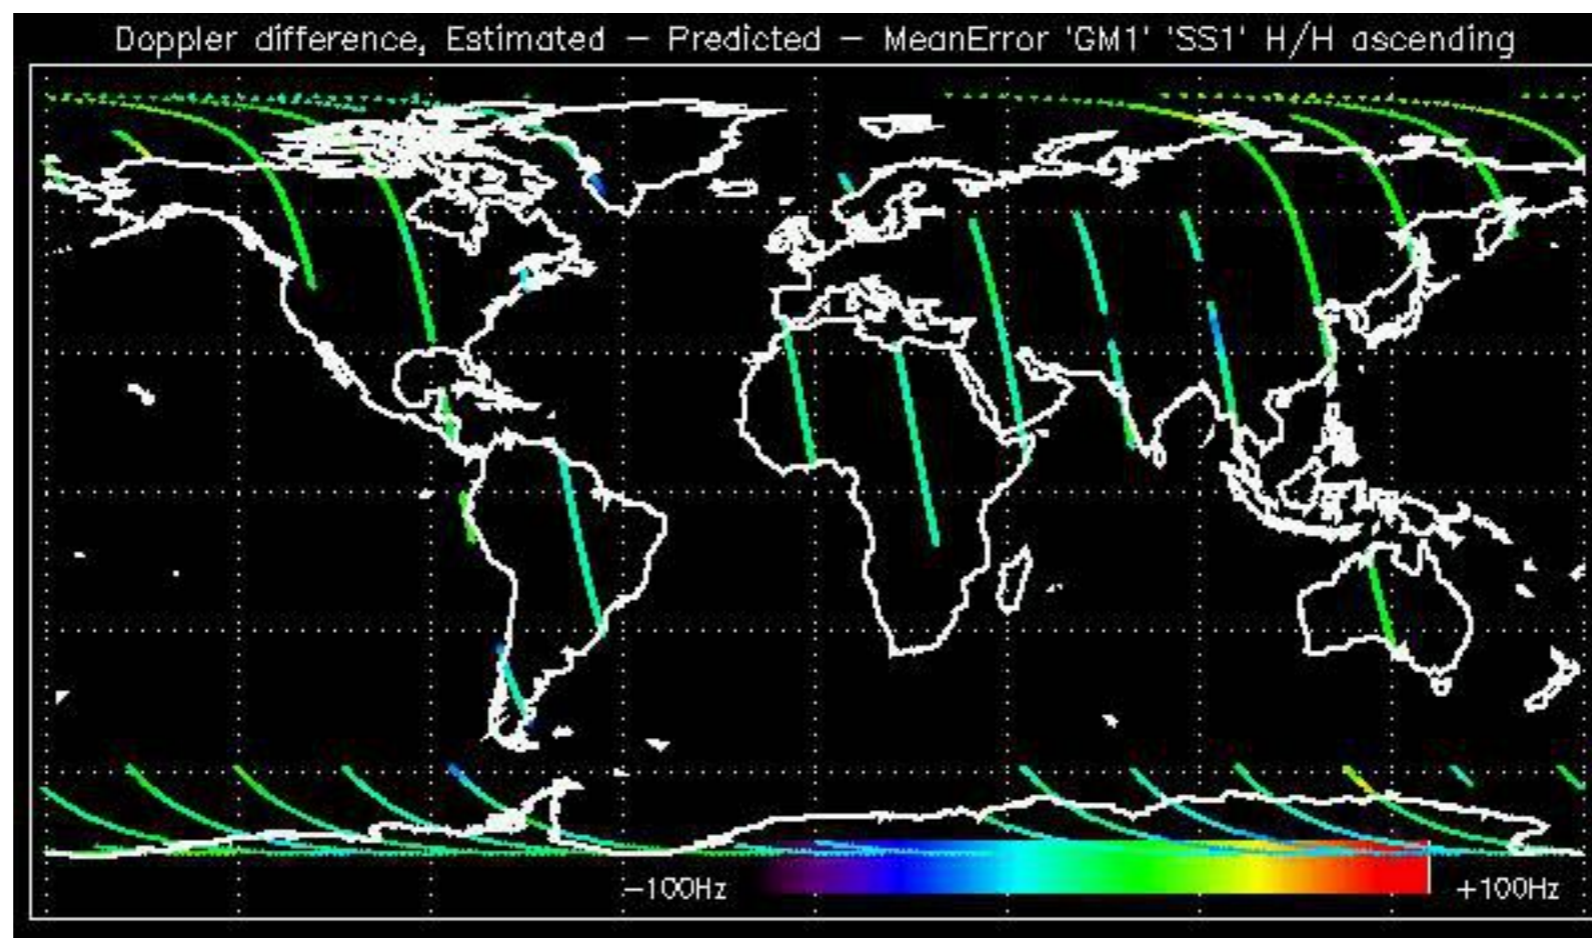 Doppler difference, Estimated – Predicted – MeanError 'GM1' 'SS1' H/H ascending
−100Hz
+100Hz